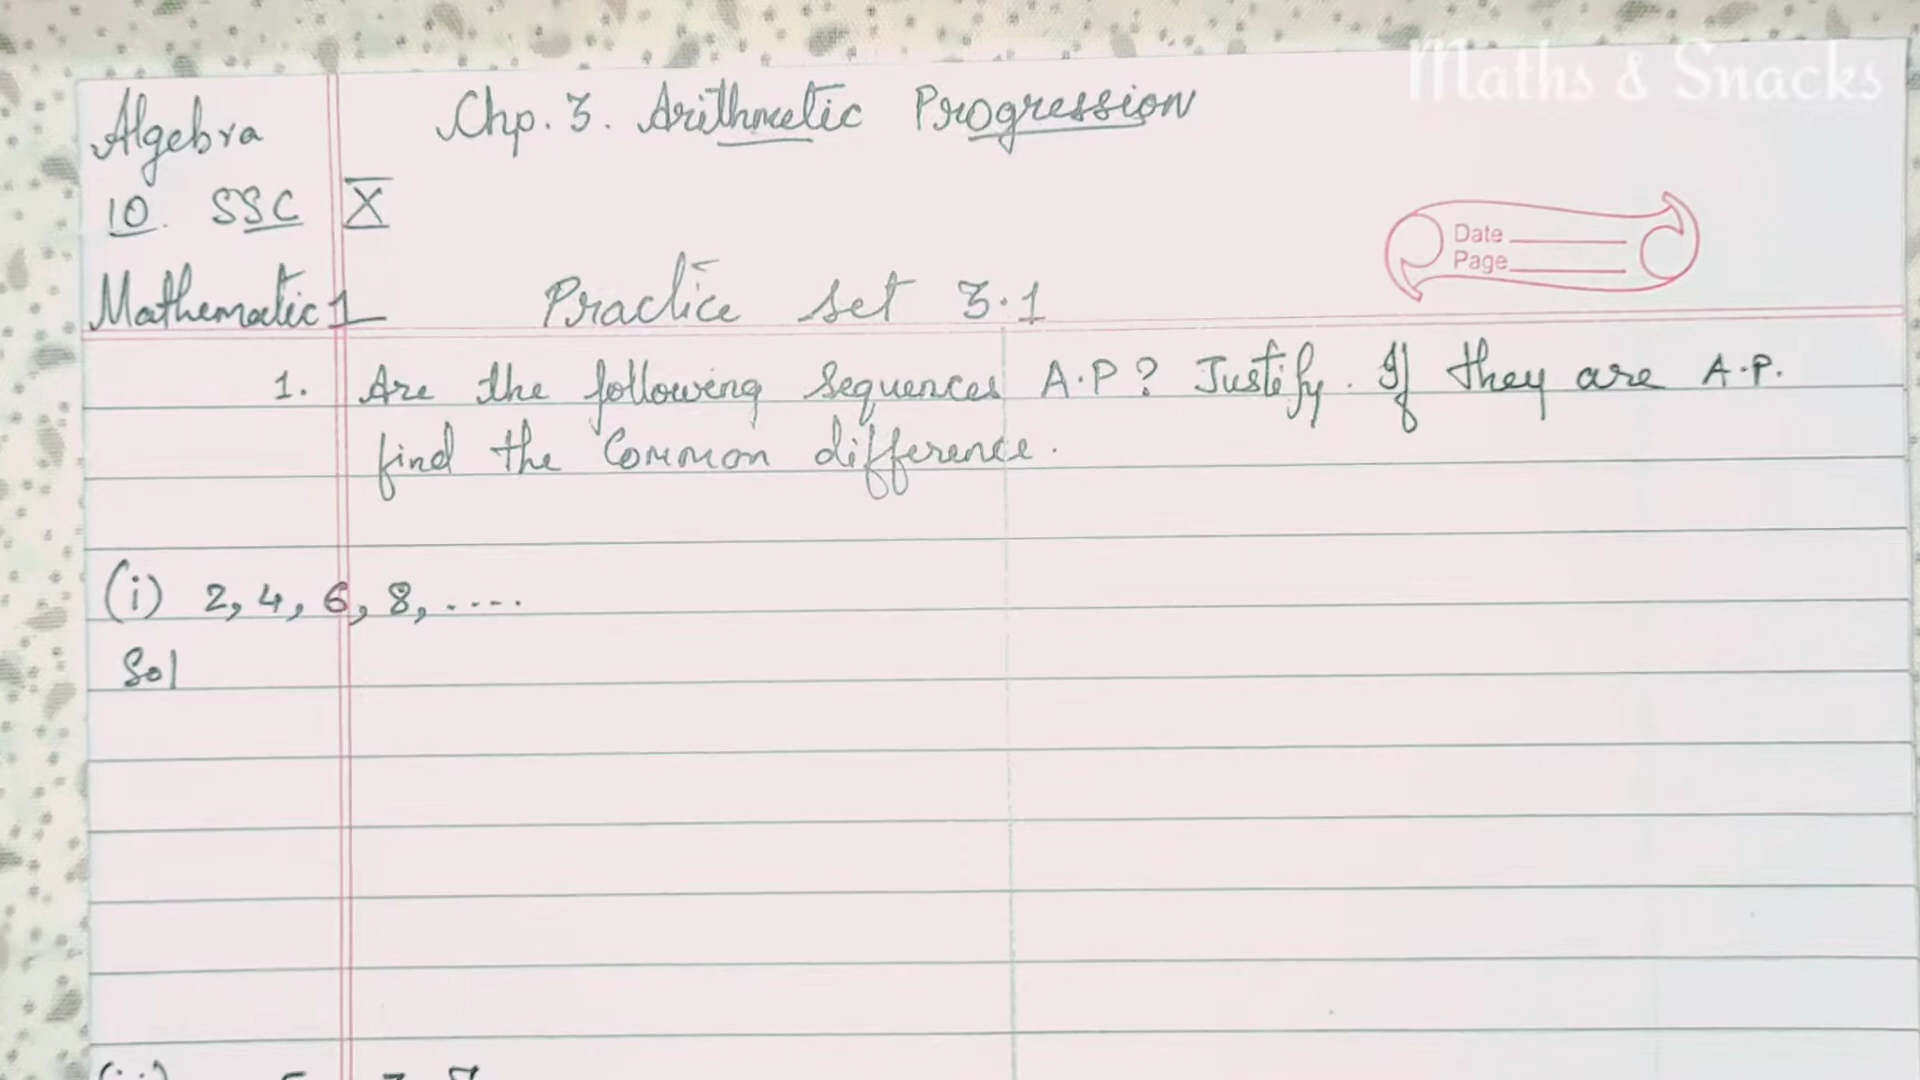 Maths & Snacks
Algebra
Chp. 3. Arithmetic Progression
10 SSC X
Date
Page
Mathematic 1
Practice set 3.1
1. Are the following sequences A.P? Justify. If they are A.P.
find the Common difference.
(i) 2, 4, 6, 8, ....
Sol